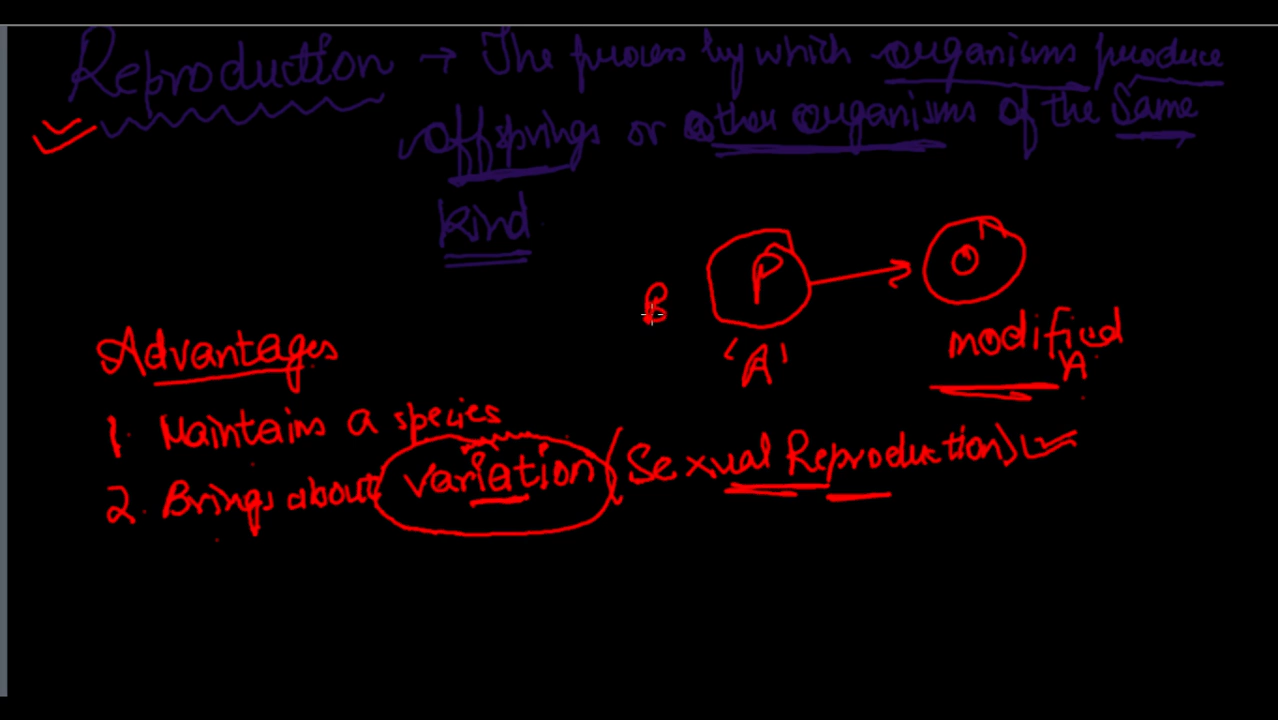 Reproduction → The process by which organisms produce
offsprings or other organisms of the same
kind
P → O
B
'A'
modified
A
Advantages
1. Maintains a species
2. Brings about variation (Sexual Reproduction)